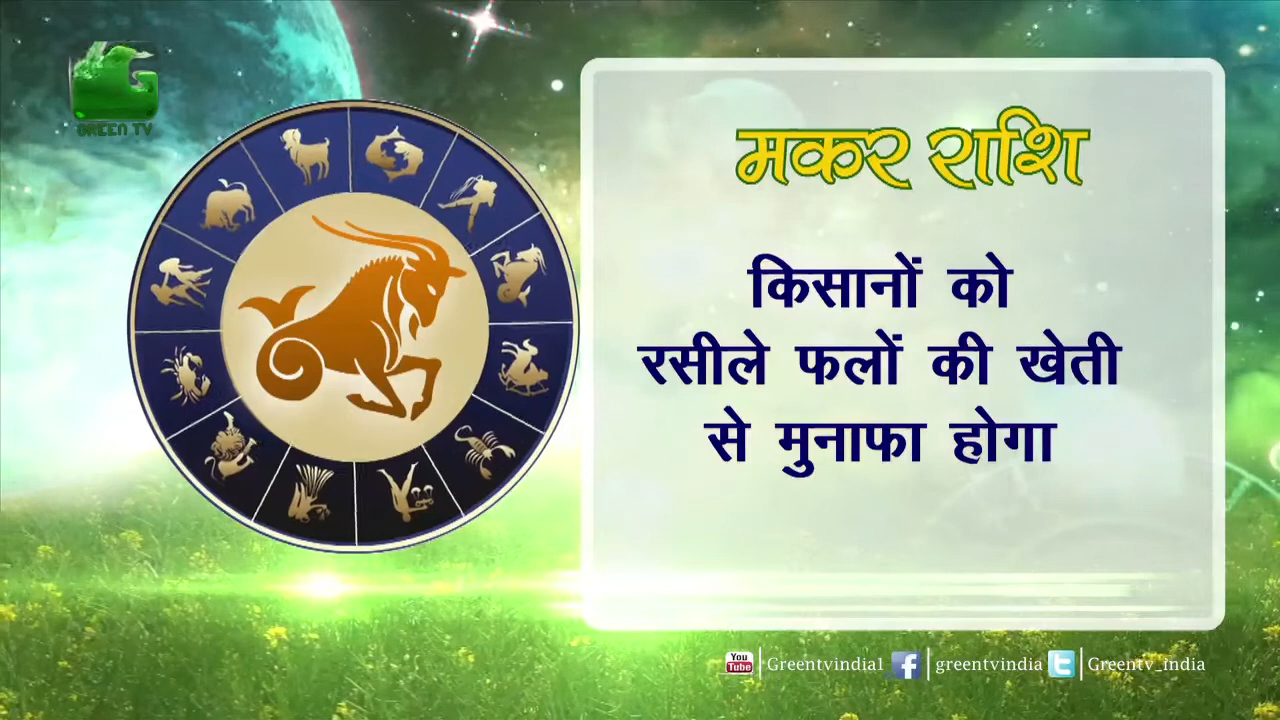 GREEN TV
मकर राशि
किसानों को
रसीले फलों की खेती
से मुनाफा होगा
You Tube Greentvindia1 f greentvindia t Greentv_india